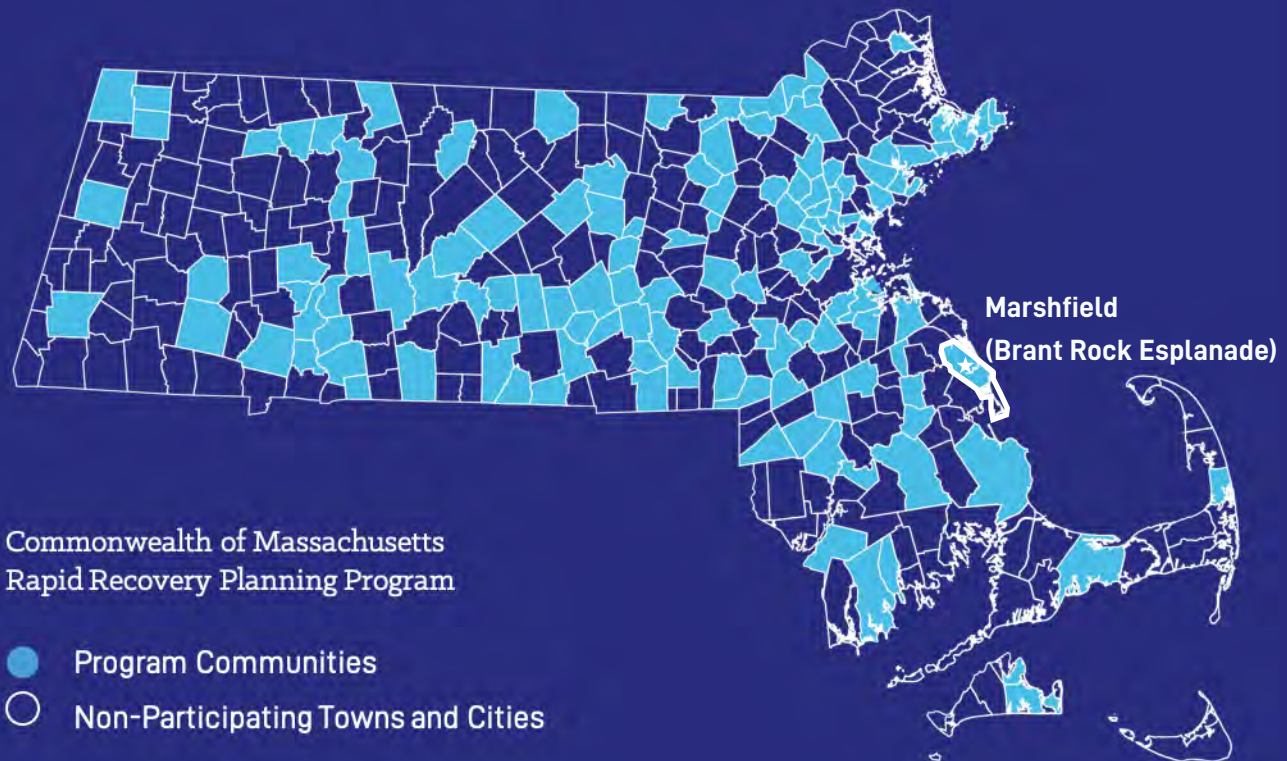 Marshfield
(Brant Rock Esplanade)
Commonwealth of Massachusetts
Rapid Recovery Planning Program
Program Communities
Non-Participating Towns and Cities